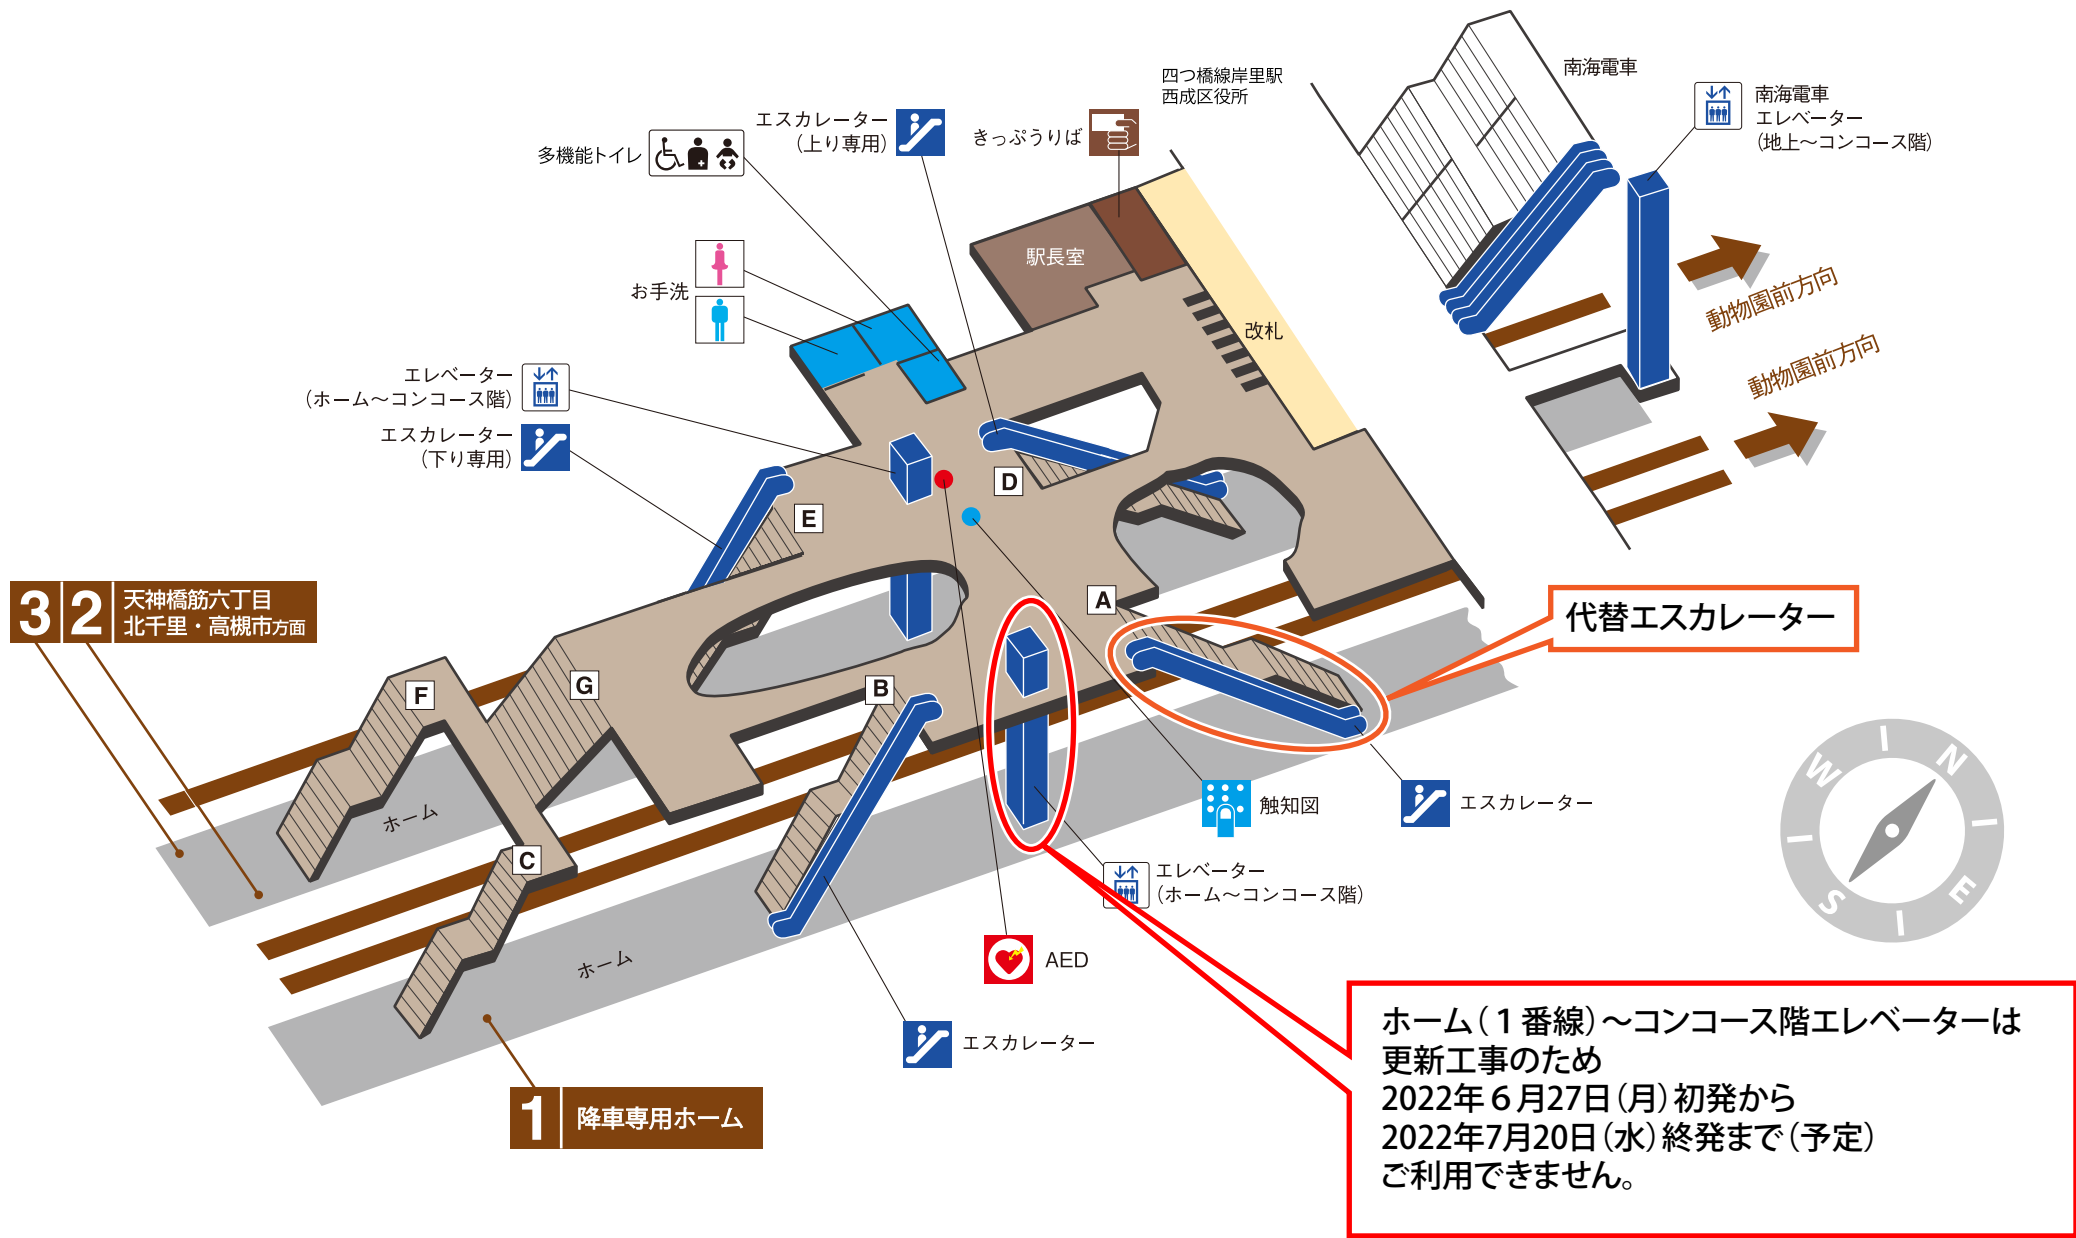 四つ橋線岸里駅
西成区役所
南海電車
南海電車
エレベーター
(地上～コンコース階)
エスカレーター
(上り専用)
きっぷうりば
多機能トイレ
駅長室
お手洗
改札
動物園前方向
動物園前方向
エレベーター
(ホーム～コンコース階)
エスカレーター
(下り専用)
D
E
A
代替エスカレーター
3 2 天神橋筋六丁目
北千里・高槻市方面
F
G
B
C
ホーム
触知図
エスカレーター
エレベーター
(ホーム～コンコース階)
ホーム
AED
エスカレーター
1 降車専用ホーム
N
W
E
S
ホーム(１番線)～コンコース階エレベーターは
更新工事のため
2022年６月27日(月)初発から
2022年7月20日(水)終発まで(予定)
ご利用できません。